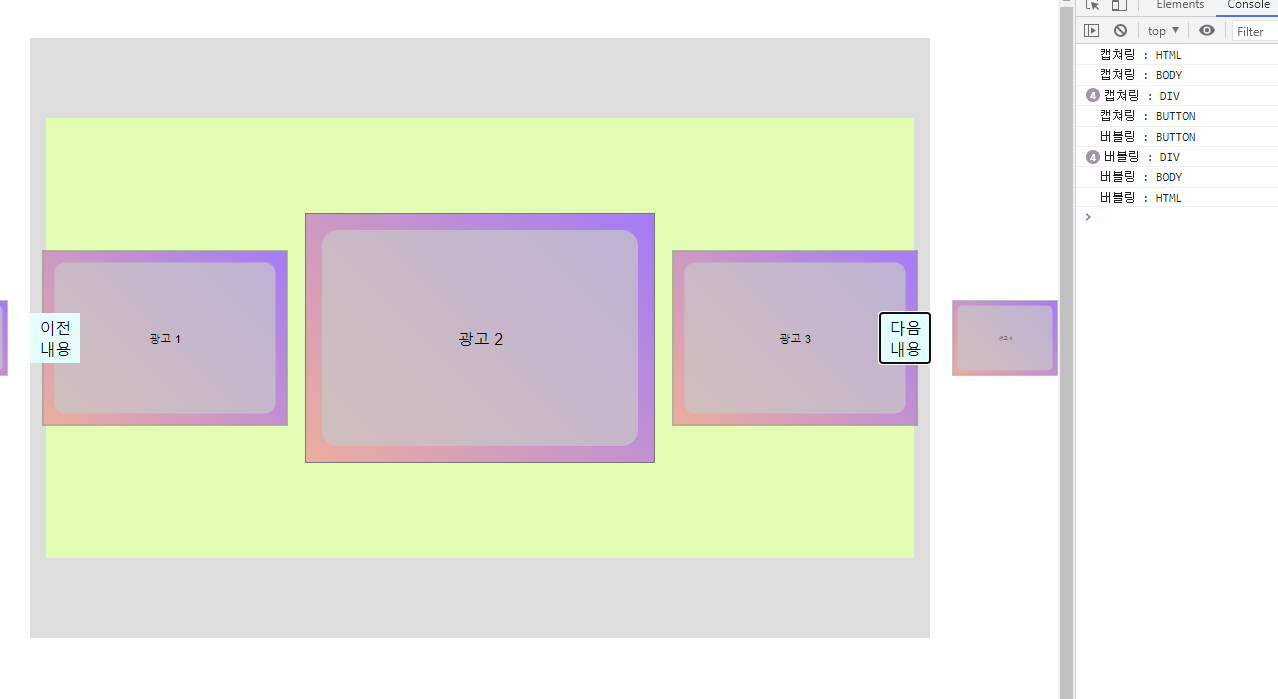 Elements Console
top ▼ Filter
캡쳐링 : HTML
캡쳐링 : BODY
4 캡쳐링 : DIV
캡쳐링 : BUTTON
버블링 : BUTTON
4 버블링 : DIV
버블링 : BODY
버블링 : HTML
이전
내용
광고 1
광고 2
광고 3
다음
내용